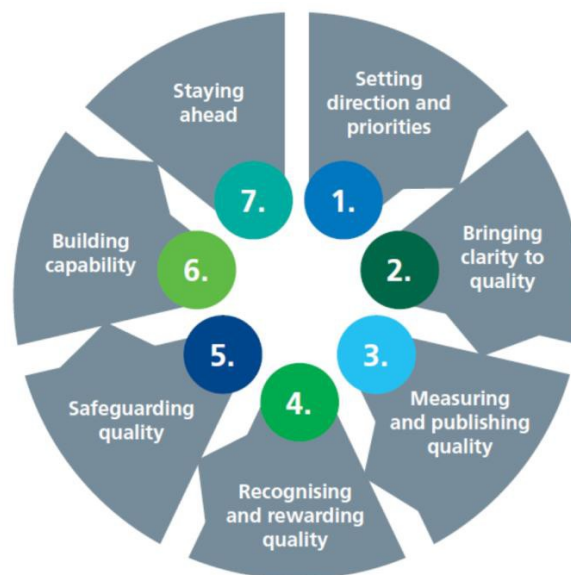 1.
Setting
direction and
priorities
2.
Bringing
clarity to
quality
3.
Measuring
and publishing
quality
4.
Recognising
and rewarding
quality
5.
Safeguarding
quality
6.
Building
capability
7.
Staying
ahead